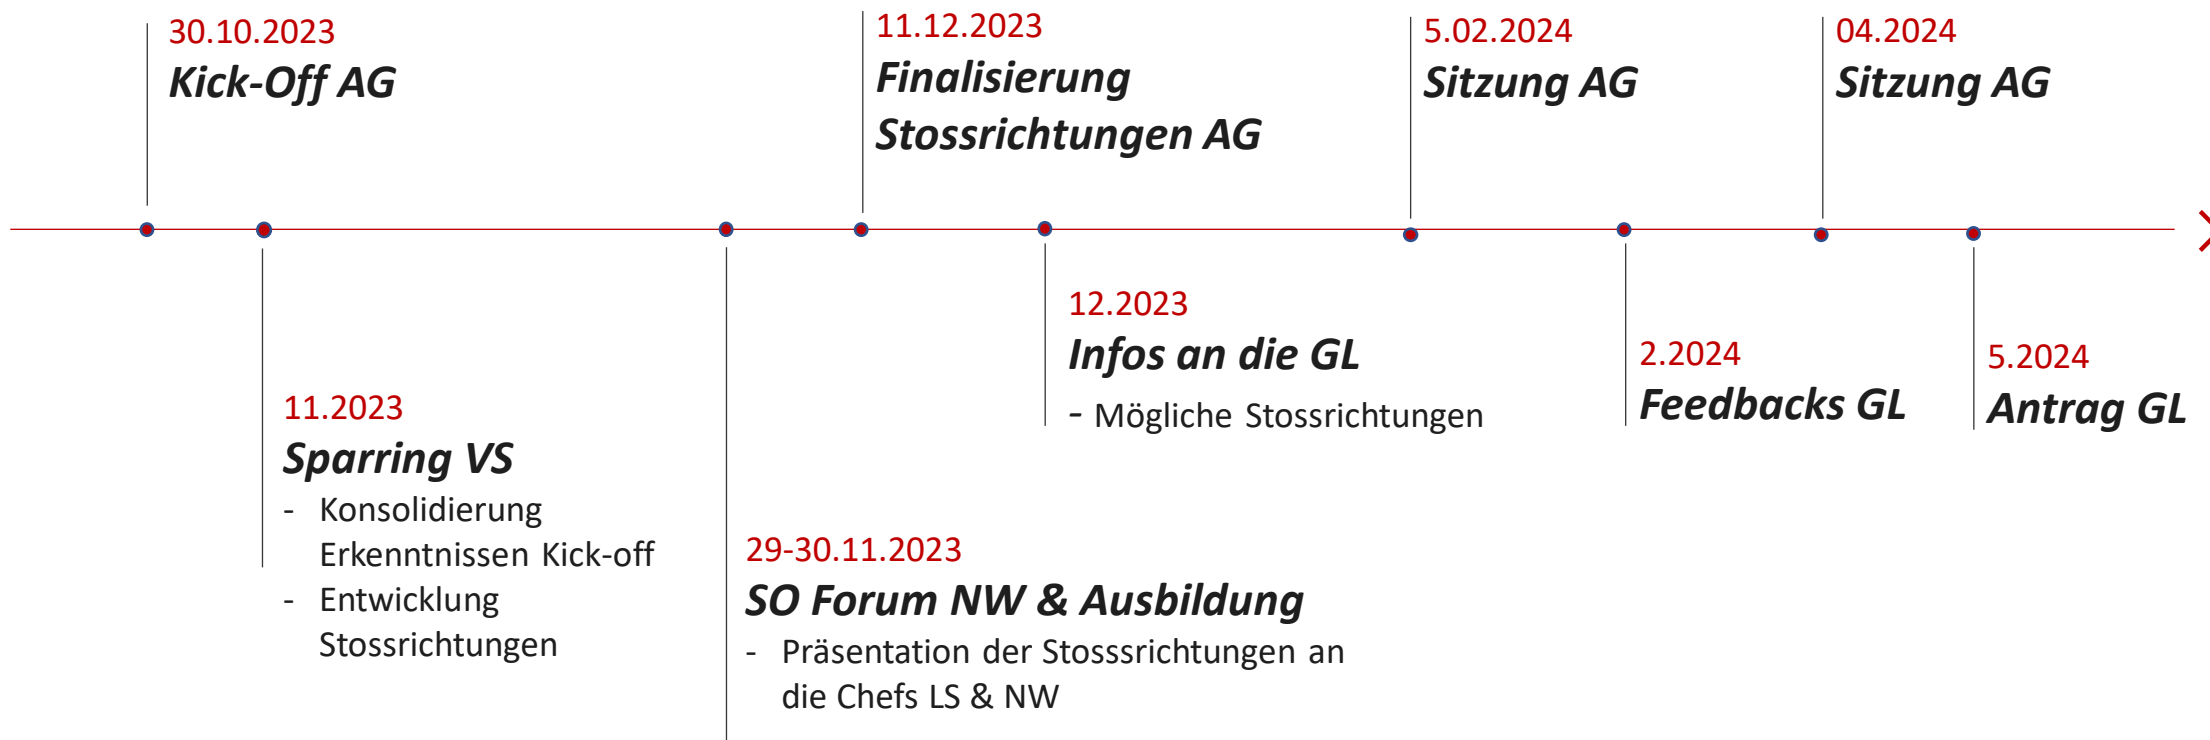 30.10.2023
Kick-Off AG
11.2023
Sparring VS
- Konsolidierung
Erkenntnissen Kick-off
- Entwicklung
Stossrichtungen
29-30.11.2023
SO Forum NW & Ausbildung
- Präsentation der Stosssrichtungen an
die Chefs LS & NW
11.12.2023
Finalisierung
Stossrichtungen AG
12.2023
Infos an die GL
- Mögliche Stossrichtungen
5.02.2024
Sitzung AG
2.2024
Feedbacks GL
04.2024
Sitzung AG
5.2024
Antrag GL